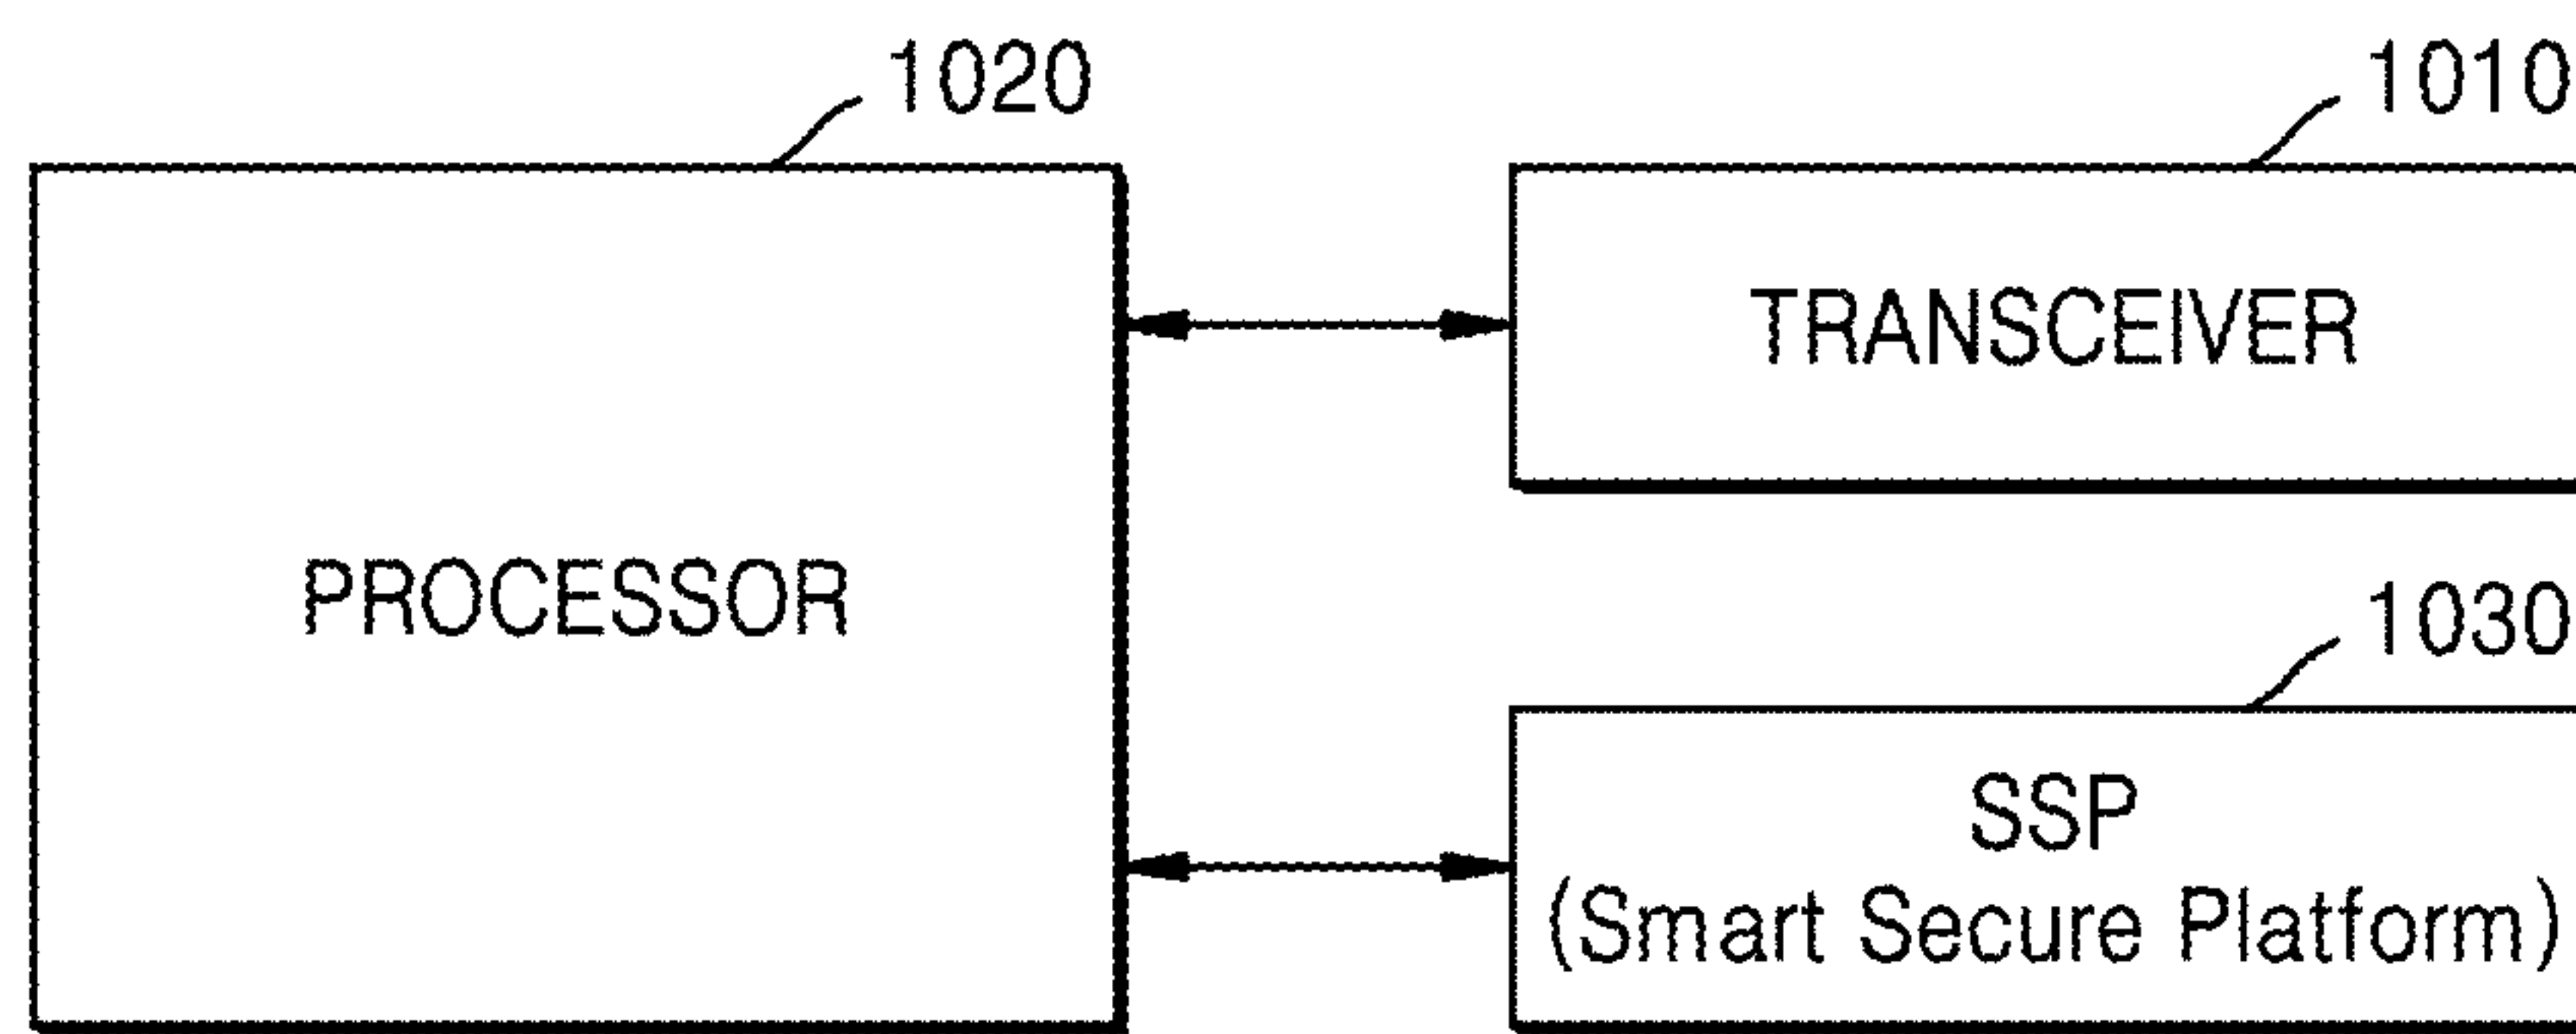 1020
1010
PROCESSOR
TRANSCEIVER
1030
SSP
(Smart Secure Platform)